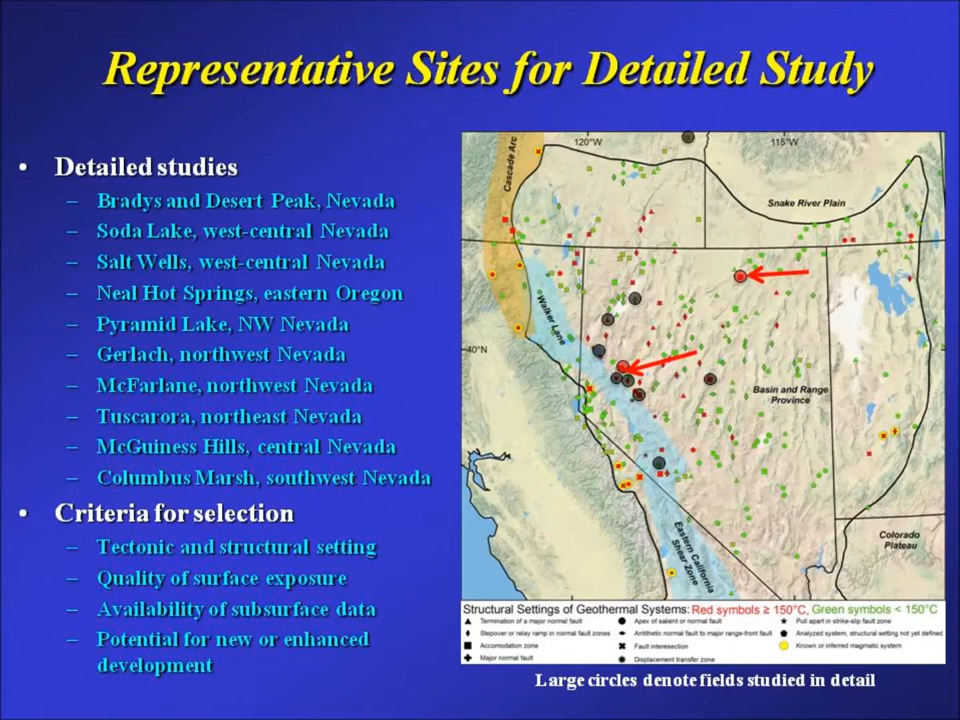 Representative Sites for Detailed Study
• Detailed studies
– Bradys and Desert Peak, Nevada
– Soda Lake, west-central Nevada
– Salt Wells, west-central Nevada
– Neal Hot Springs, eastern Oregon
– Pyramid Lake, NW Nevada
– Gerlach, northwest Nevada
– McFarlane, northwest Nevada
– Tuscarora, northeast Nevada
– McGuiness Hills, central Nevada
– Columbus Marsh, southwest Nevada
• Criteria for selection
– Tectonic and structural setting
– Quality of surface exposure
– Availability of subsurface data
– Potential for new or enhanced
development
120°W
115°W
Cascade Arc
Snake River Plain
Walker Lane
40°N
Basin and Range
Province
Eastern California
Shear Zone
Colorado
Plateau
Structural Settings of Geothermal Systems: Red symbols ≥ 150°C, Green symbols < 150°C
Termination of a major normal fault
Apex of salient or normal fault
Pull apart in strike-slip fault zone
Stepover or relay ramp in normal fault zones
Antithetic normal fault to major range-front fault
Analyzed system, structural setting not yet defined
Accomodation zone
Fault interesection
Known or inferred magmatic system
Major normal fault
Displacement transfer zone
Large circles denote fields studied in detail